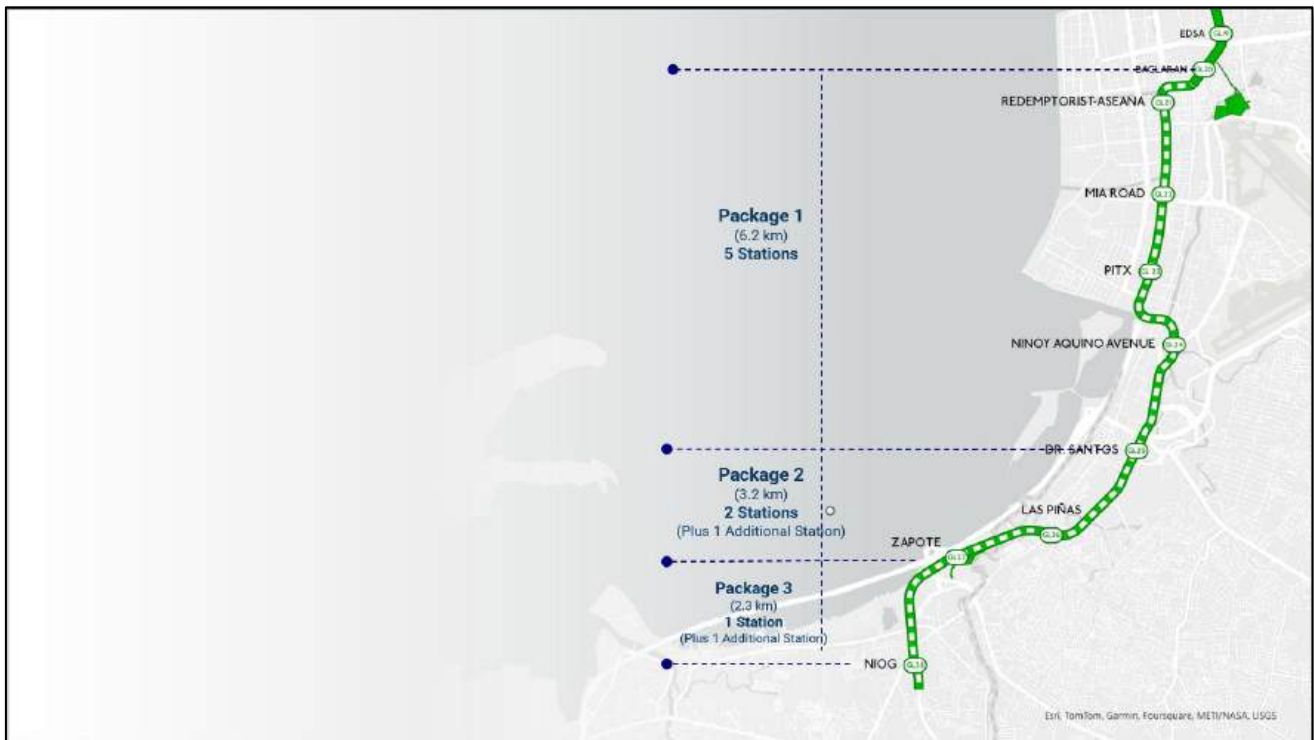 EDSA
BACLARAN
REDEMPTORIST-ASEANA
MIA ROAD
Package 1
(6.2 km)
5 Stations
PITX
NINOY AQUINO AVENUE
DR. SANTOS
Package 2
(3.2 km)
2 Stations
(Plus 1 Additional Station)
LAS PIÑAS
ZAPOTE
Package 3
(2.3 km)
1 Station
(Plus 1 Additional Station)
NIOG
Esri, TomTom, Garmin, Foursquare, METI/NASA, USGS